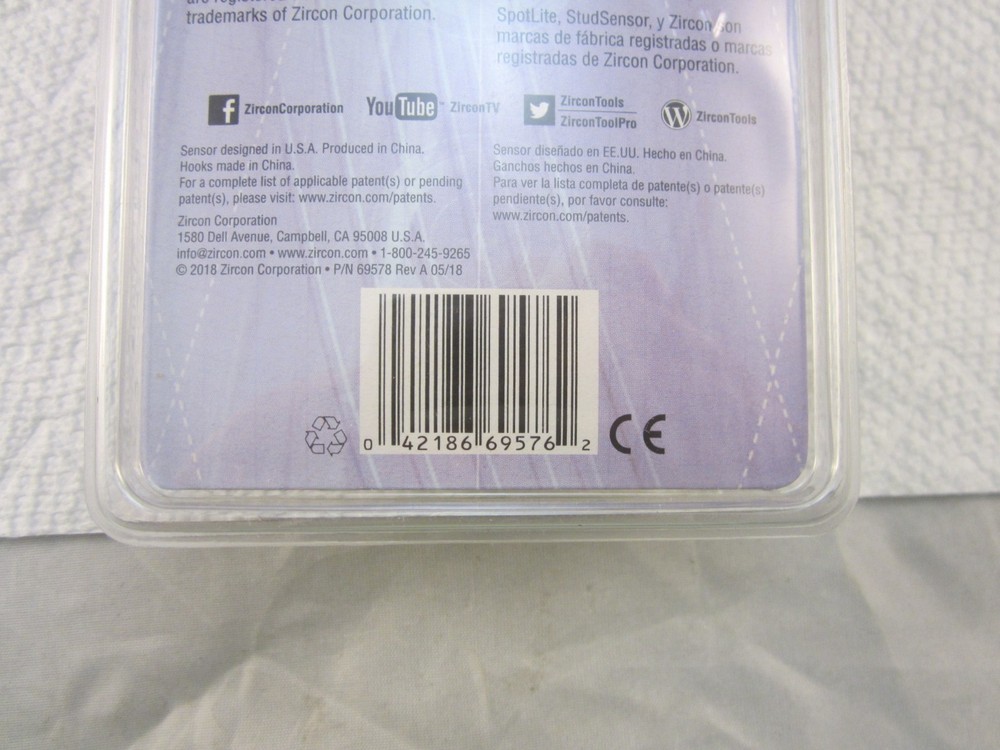 trademarks of Zircon Corporation.
SpotLite, StudSensor, y Zircon son
marcas de fábrica registradas o marcas
registradas de Zircon Corporation.
f ZirconCorporation
YouTube ZirconTV
ZirconTools
ZirconToolPro
W ZirconTools
Sensor designed in U.S.A. Produced in China.
Hooks made in China.
For a complete list of applicable patent(s) or pending
patent(s), please visit: www.zircon.com/patents.
Zircon Corporation
1580 Dell Avenue, Campbell, CA 95008 U.S.A.
info@zircon.com • www.zircon.com • 1-800-245-9265
© 2018 Zircon Corporation • P/N 69578 Rev A 05/18
Sensor diseñado en EE.UU. Hecho en China.
Ganchos hechos en China.
Para ver la lista completa de patente(s) o patente(s)
pendiente(s), por favor consulte:
www.zircon.com/patents.
0 42186 69576 2
CE